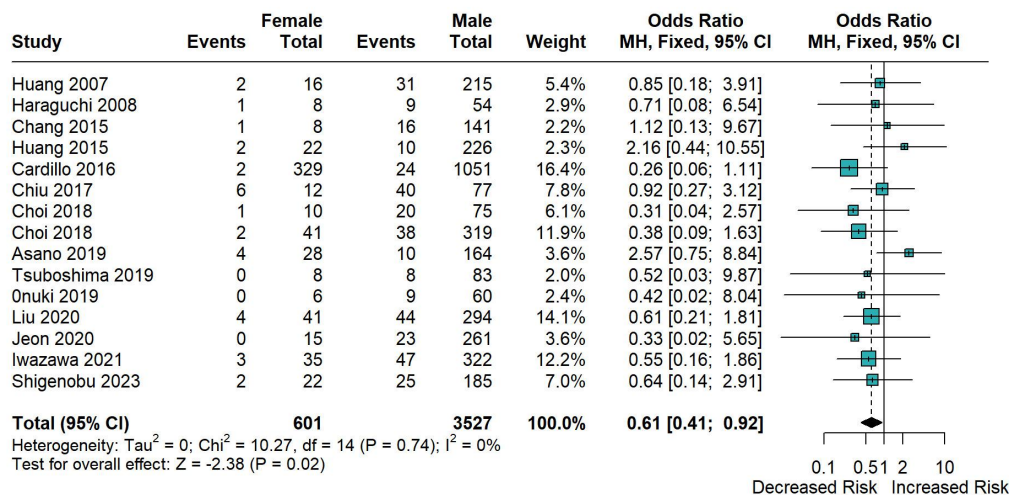 Female Male Odds Ratio Odds Ratio
Study Events Total Events Total Weight MH, Fixed, 95% CI MH, Fixed, 95% CI
Huang 2007 2 16 31 215 5.4% 0.85 [0.18; 3.91]
Haraguchi 2008 1 8 9 54 2.9% 0.71 [0.08; 6.54]
Chang 2015 1 8 16 141 2.2% 1.12 [0.13; 9.67]
Huang 2015 2 22 10 226 2.3% 2.16 [0.44; 10.55]
Cardillo 2016 2 329 24 1051 16.4% 0.26 [0.06; 1.11]
Chiu 2017 6 12 40 77 7.8% 0.92 [0.27; 3.12]
Choi 2018 1 10 20 75 6.1% 0.31 [0.04; 2.57]
Choi 2018 2 41 38 319 11.9% 0.38 [0.09; 1.63]
Asano 2019 4 28 10 164 3.6% 2.57 [0.75; 8.84]
Tsuboshima 2019 0 8 8 83 2.0% 0.52 [0.03; 9.87]
0nuki 2019 0 6 9 60 2.4% 0.42 [0.02; 8.04]
Liu 2020 4 41 44 294 14.1% 0.61 [0.21; 1.81]
Jeon 2020 0 15 23 261 3.6% 0.33 [0.02; 5.65]
Iwazawa 2021 3 35 47 322 12.2% 0.55 [0.16; 1.86]
Shigenobu 2023 2 22 25 185 7.0% 0.64 [0.14; 2.91]
Total (95% CI) 601 3527 100.0% 0.61 [0.41; 0.92]
Heterogeneity: Tau² = 0; Chi² = 10.27, df = 14 (P = 0.74); I² = 0%
Test for overall effect: Z = -2.38 (P = 0.02)
0.1 0.5 1 2 10
Decreased Risk Increased Risk